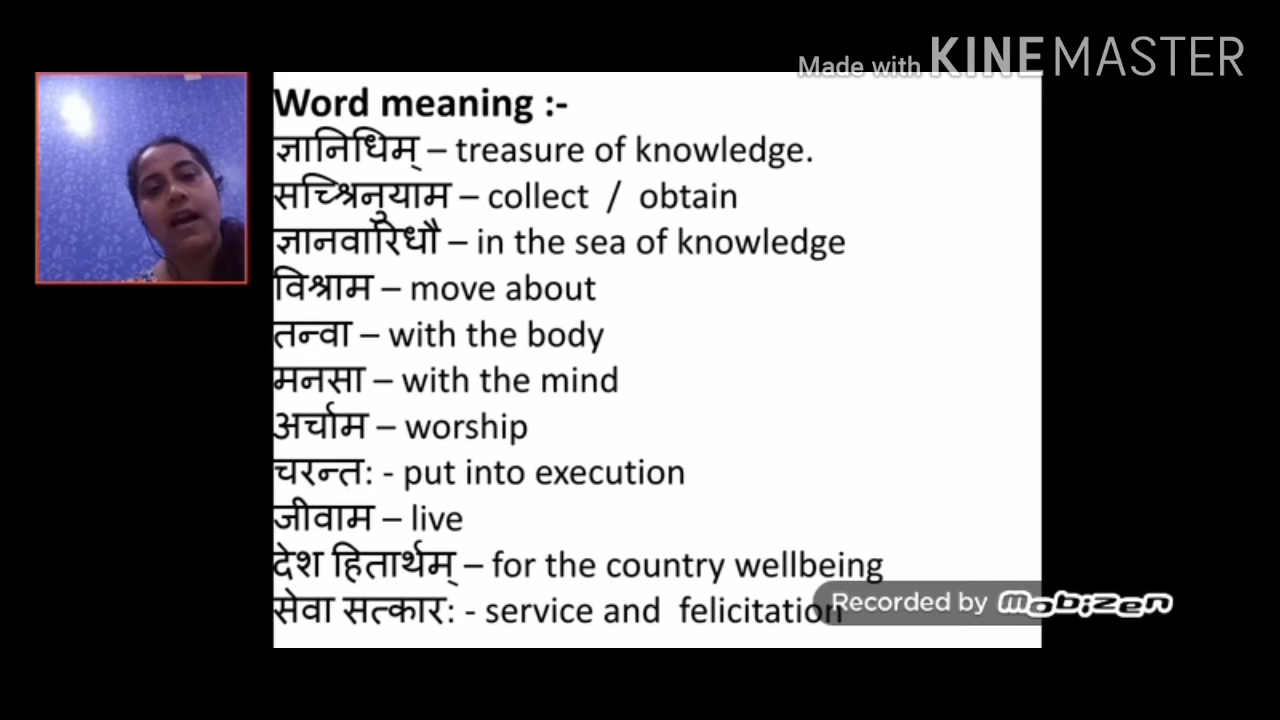 Made with KINEMASTER
Word meaning :-
ज्ञानिधिम् – treasure of knowledge.
सच्श्रिनुयाम – collect / obtain
ज्ञानवारिधौ – in the sea of knowledge
विश्राम – move about
तन्वा – with the body
मनसा – with the mind
अर्चाम – worship
चरन्त: - put into execution
जीवाम – live
देश हितार्थम् – for the country wellbeing
सेवा सत्कार: - service and felicitation
Recorded by Mobizen